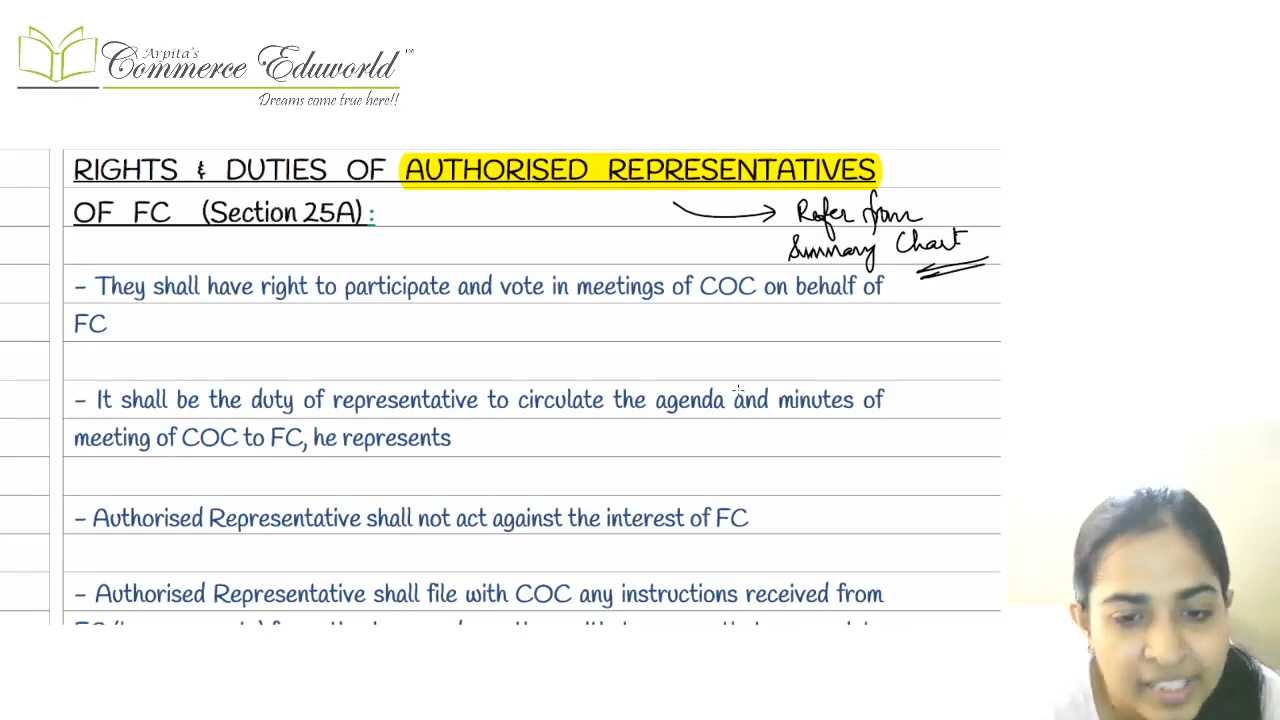 Arpita's
Commerce Eduworld™
Dreams come true here!!
RIGHTS & DUTIES OF AUTHORISED REPRESENTATIVES
OF FC (Section 25A) :
Refer from
Summary Chart
- They shall have right to participate and vote in meetings of COC on behalf of
FC
- It shall be the duty of representative to circulate the agenda and minutes of
meeting of COC to FC, he represents
- Authorised Representative shall not act against the interest of FC
- Authorised Representative shall file with COC any instructions received from